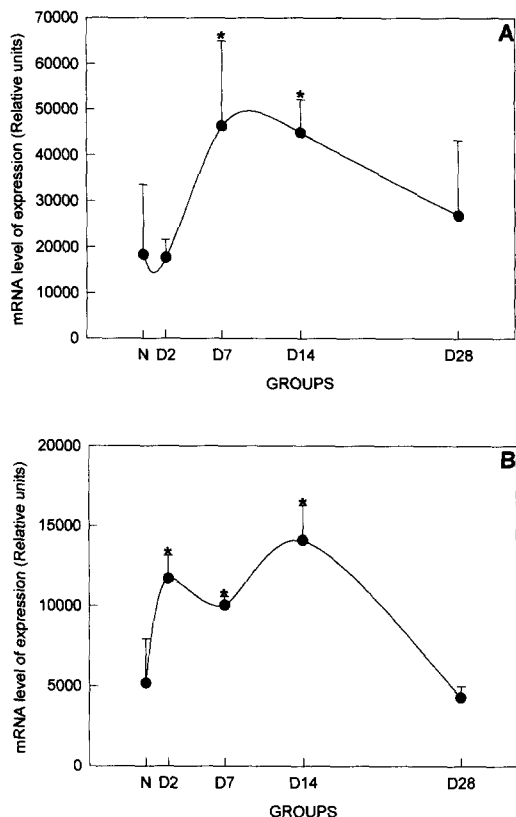 A
mRNA level of expression (Relative units)
70000
60000
50000
40000
30000
20000
10000
0
*
*
N D2 D7 D14 D28
GROUPS
B
mRNA level of expression (Relative units)
20000
15000
10000
5000
0
*
*
*
N D2 D7 D14 D28
GROUPS